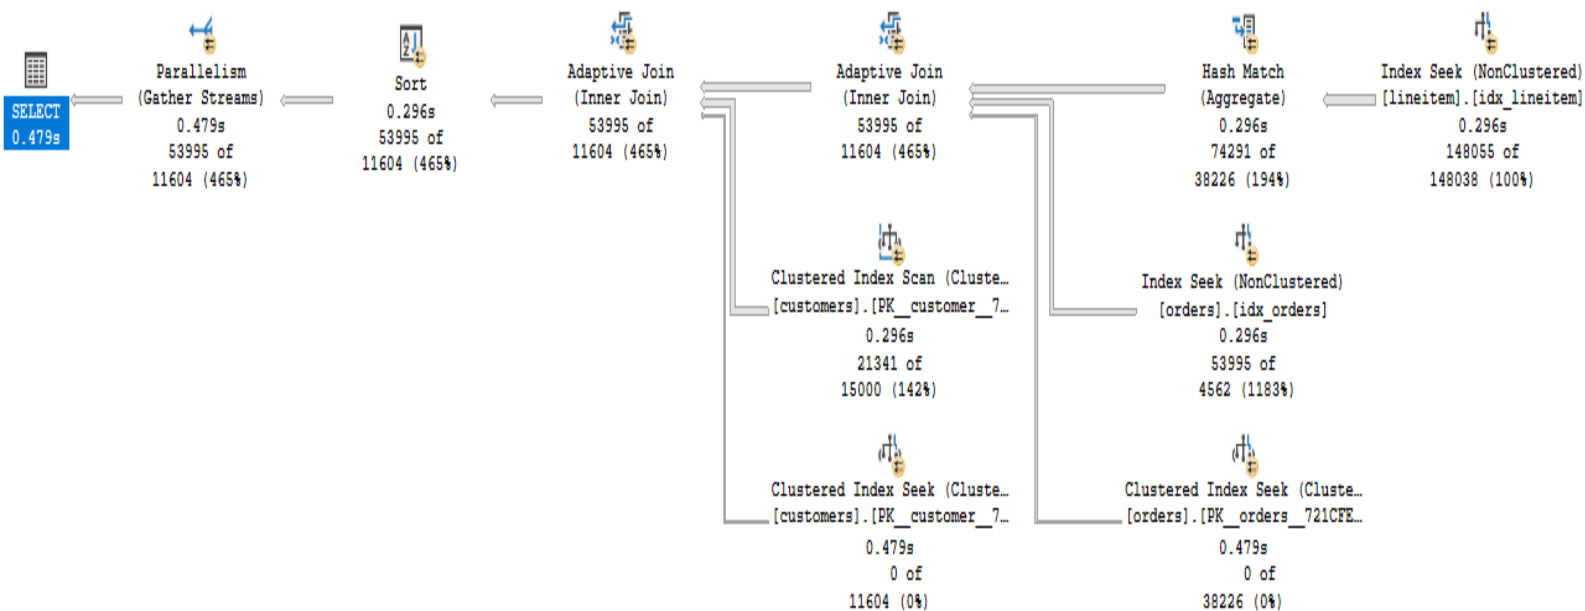 SELECT
0.479s
Parallelism
(Gather Streams)
0.479s
53995 of
11604 (465%)
A
Z
Sort
0.296s
53995 of
11604 (465%)
Adaptive Join
(Inner Join)
53995 of
11604 (465%)
Adaptive Join
(Inner Join)
53995 of
11604 (465%)
Hash Match
(Aggregate)
0.296s
74291 of
38226 (194%)
Index Seek (NonClustered)
[lineitem].[idx_lineitem]
0.296s
148055 of
148038 (100%)
Clustered Index Scan (Cluste…
[customers].[PK__customer__7…
0.296s
21341 of
15000 (142%)
Index Seek (NonClustered)
[orders].[idx_orders]
0.296s
53995 of
4562 (1183%)
Clustered Index Seek (Cluste…
[customers].[PK__customer__7…
0.479s
0 of
11604 (0%)
Clustered Index Seek (Cluste…
[orders].[PK__orders__721CFE…
0.479s
0 of
38226 (0%)